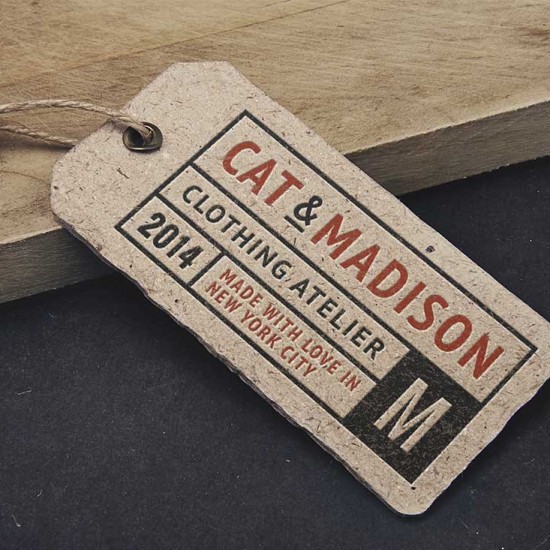 CAT & MADISON
CLOTHING ATELIER
2014
MADE WITH LOVE IN
NEW YORK CITY
M